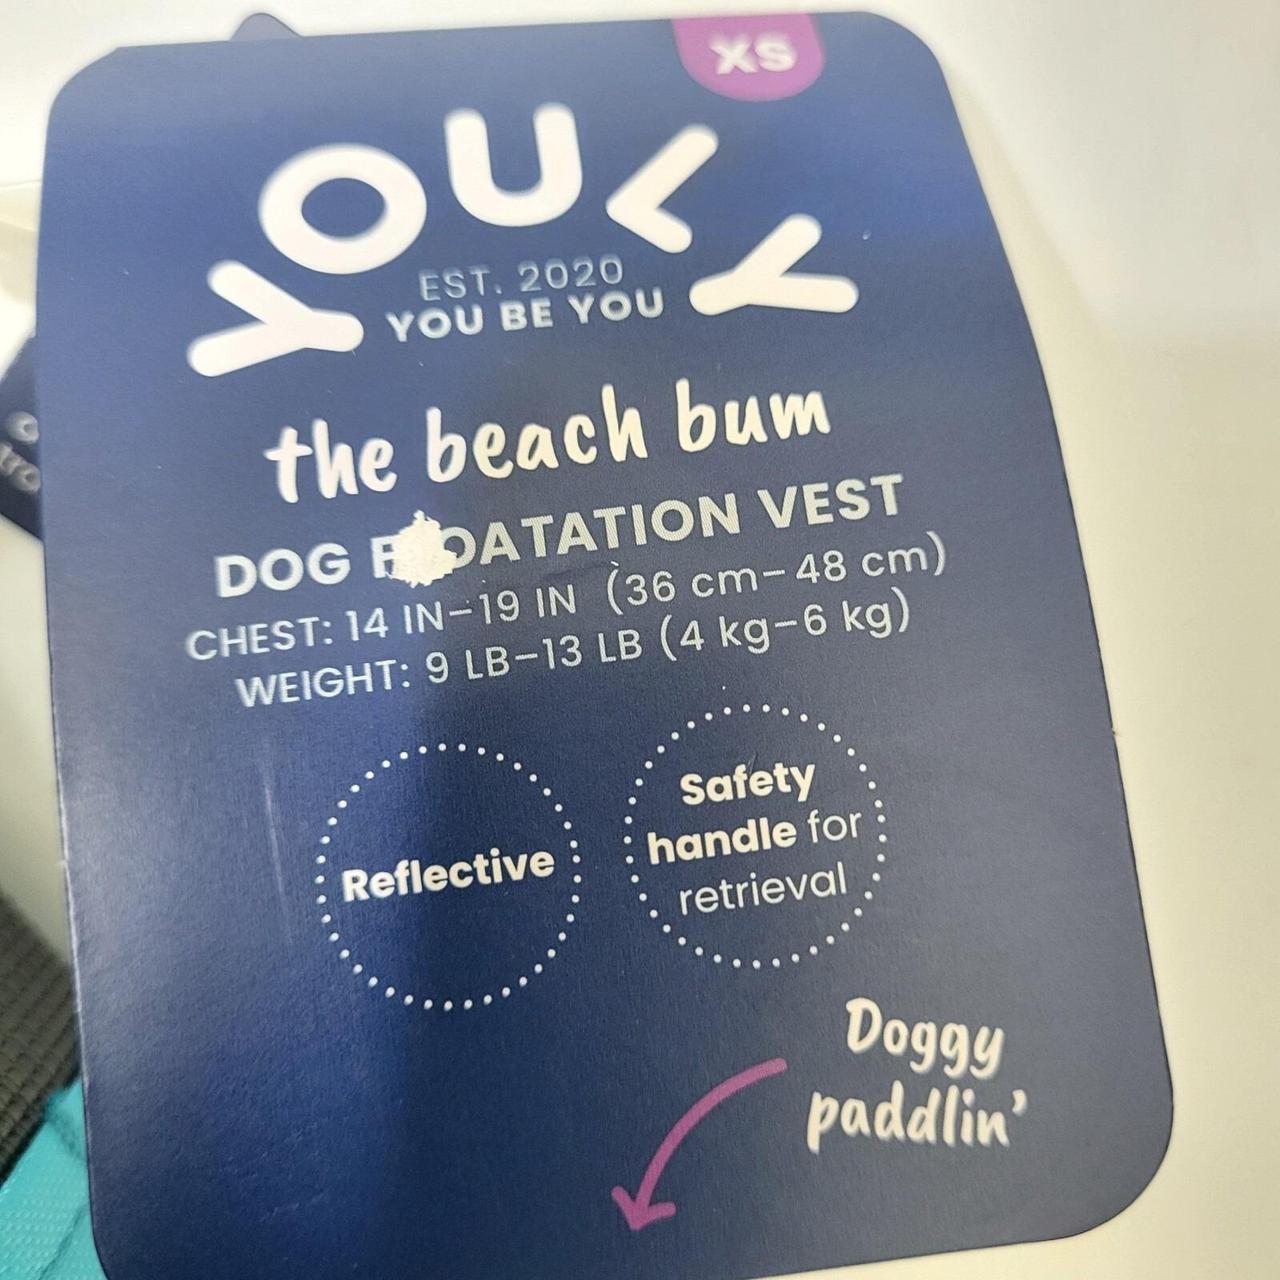 XS
YOULY
EST. 2020
YOU BE YOU
the beach bum
DOG F OATATION VEST
CHEST: 14 IN–19 IN (36 cm–48 cm)
WEIGHT: 9 LB–13 LB (4 kg–6 kg)
Reflective
Safety
handle for
retrieval
Doggy
paddlin’